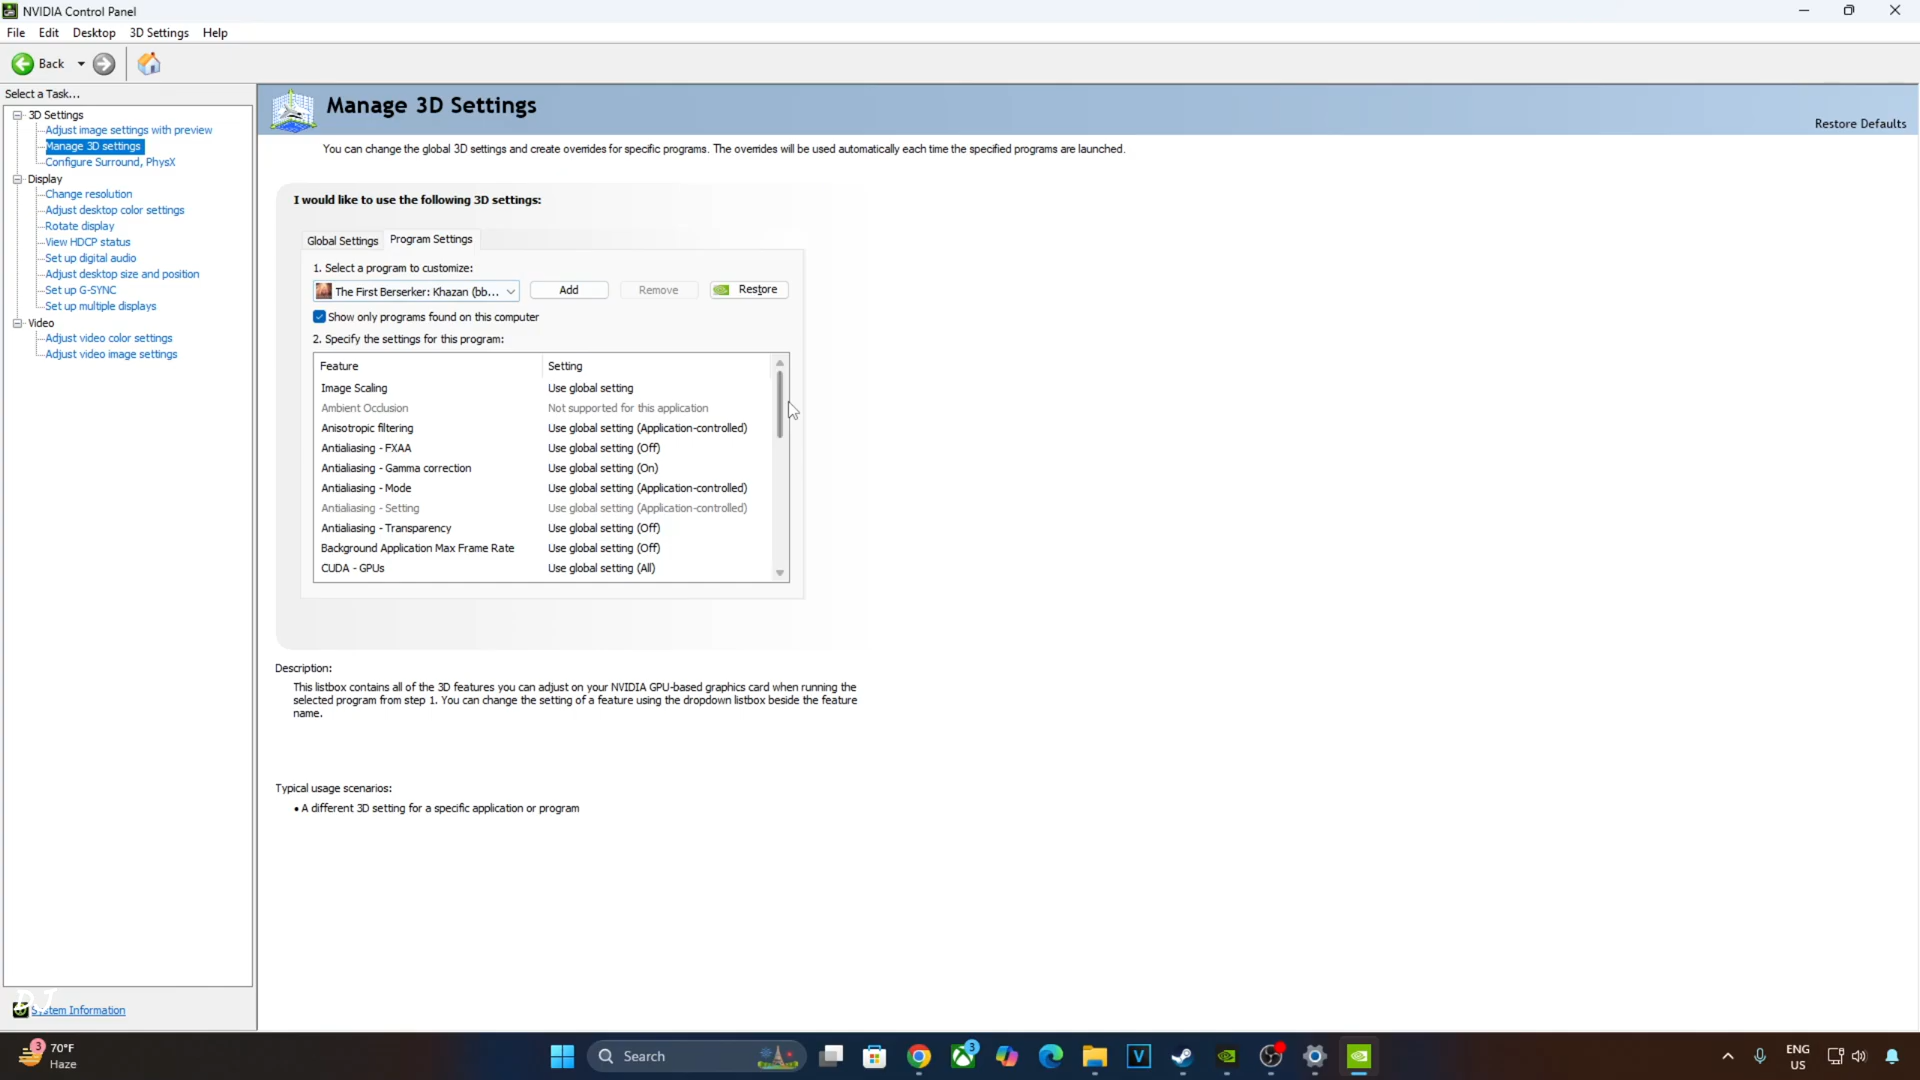 NVIDIA Control Panel
File Edit Desktop 3D Settings Help
Back
Select a Task...
3D Settings
Adjust image settings with preview
Manage 3D settings
Configure Surround, PhysX
Display
Change resolution
Adjust desktop color settings
Rotate display
View HDCP status
Set up digital audio
Adjust desktop size and position
Set up G-SYNC
Set up multiple displays
Video
Adjust video color settings
Adjust video image settings
Manage 3D Settings
Restore Defaults
You can change the global 3D settings and create overrides for specific programs. The overrides will be used automatically each time the specified programs are launched.
I would like to use the following 3D settings:
Global Settings Program Settings
1. Select a program to customize:
The First Berserker: Khazan (bb... Add Remove Restore
Show only programs found on this computer
2. Specify the settings for this program:
Feature Setting
Image Scaling Use global setting
Ambient Occlusion Not supported for this application
Anisotropic filtering Use global setting (Application-controlled)
Antialiasing - FXAA Use global setting (Off)
Antialiasing - Gamma correction Use global setting (On)
Antialiasing - Mode Use global setting (Application-controlled)
Antialiasing - Setting Use global setting (Application-controlled)
Antialiasing - Transparency Use global setting (Off)
Background Application Max Frame Rate Use global setting (Off)
CUDA - GPUs Use global setting (All)
Description:
This listbox contains all of the 3D features you can adjust on your NVIDIA GPU-based graphics card when running the
selected program from step 1. You can change the setting of a feature using the dropdown listbox beside the feature
name.
Typical usage scenarios:
• A different 3D setting for a specific application or program
DJ
System Information
3 70°F
Haze
Search
3
V
ENG
US